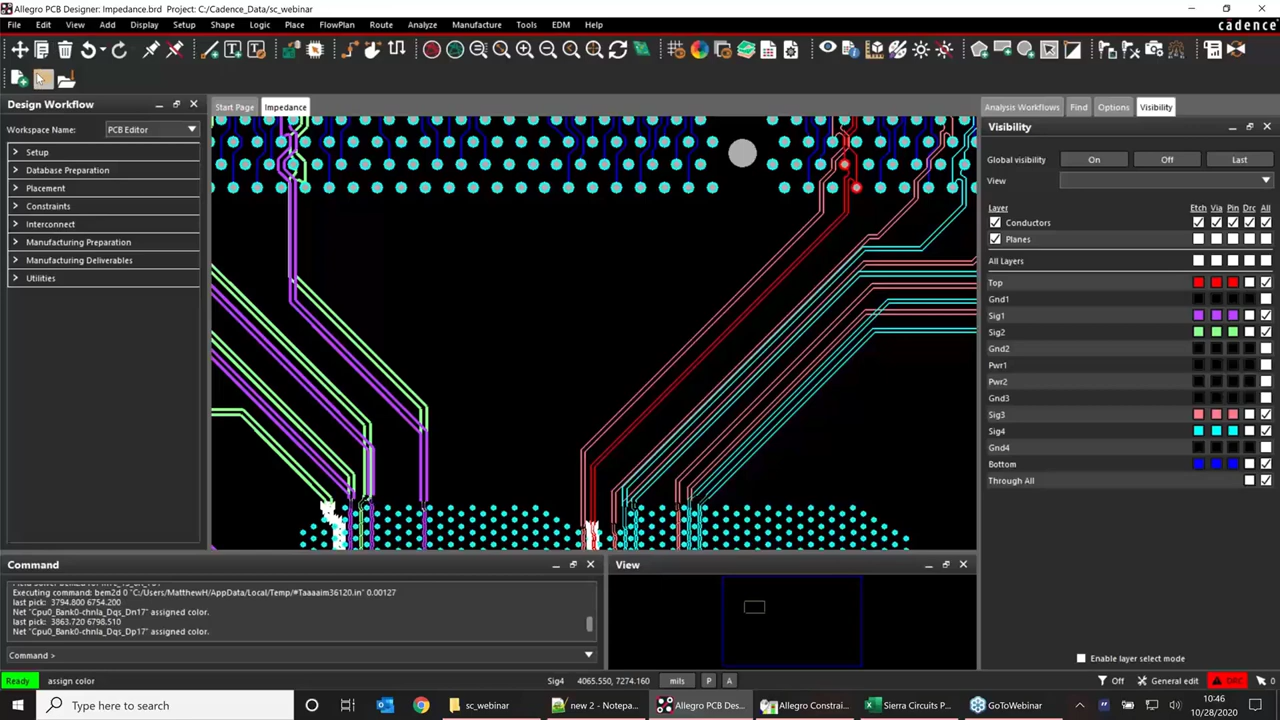 Allegro PCB Designer: Impedance.brd Project: C:/Cadence_Data/sc_webinar
File Edit View Add Display Setup Shape Logic Place FlowPlan Route Analyze Manufacture Tools EDM Help
cadence
Design Workflow
Start Page Impedance
Analysis Workflows Find Options Visibility
Workspace Name: PCB Editor
Visibility
Setup
Global visibility On Off Last
Database Preparation
View
Placement
Constraints
Layer Etch Via Pin Drc All
Interconnect
Conductors
Manufacturing Preparation
Planes
Manufacturing Deliverables
All Layers
Utilities
Top
Gnd1
Sig1
Sig2
Gnd2
Pwr1
Pwr2
Gnd3
Sig3
Sig4
Gnd4
Bottom
Through All
Command
View
Executing command: bem2d 0 "C:/Users/MatthewH/AppData/Local/Temp/#Taaaaim36120.in" 0.00127
last pick: 3794.800 6754.200
Net "Cpu0_Bank0-chnla_Dqs_Dn17" assigned color.
last pick: 3863.720 6798.510
Net "Cpu0_Bank0-chnla_Dqs_Dp17" assigned color.
Command >
Enable layer select mode
Ready assign color Sig4 4065.550, 7274.160 mils P A Off General edit DRC 0
Type here to search
sc_webinar
new 2 - Notepa...
Allegro PCB Des...
Allegro Constrai...
Sierra Circuits P...
GoToWebinar
10:46
10/28/2020